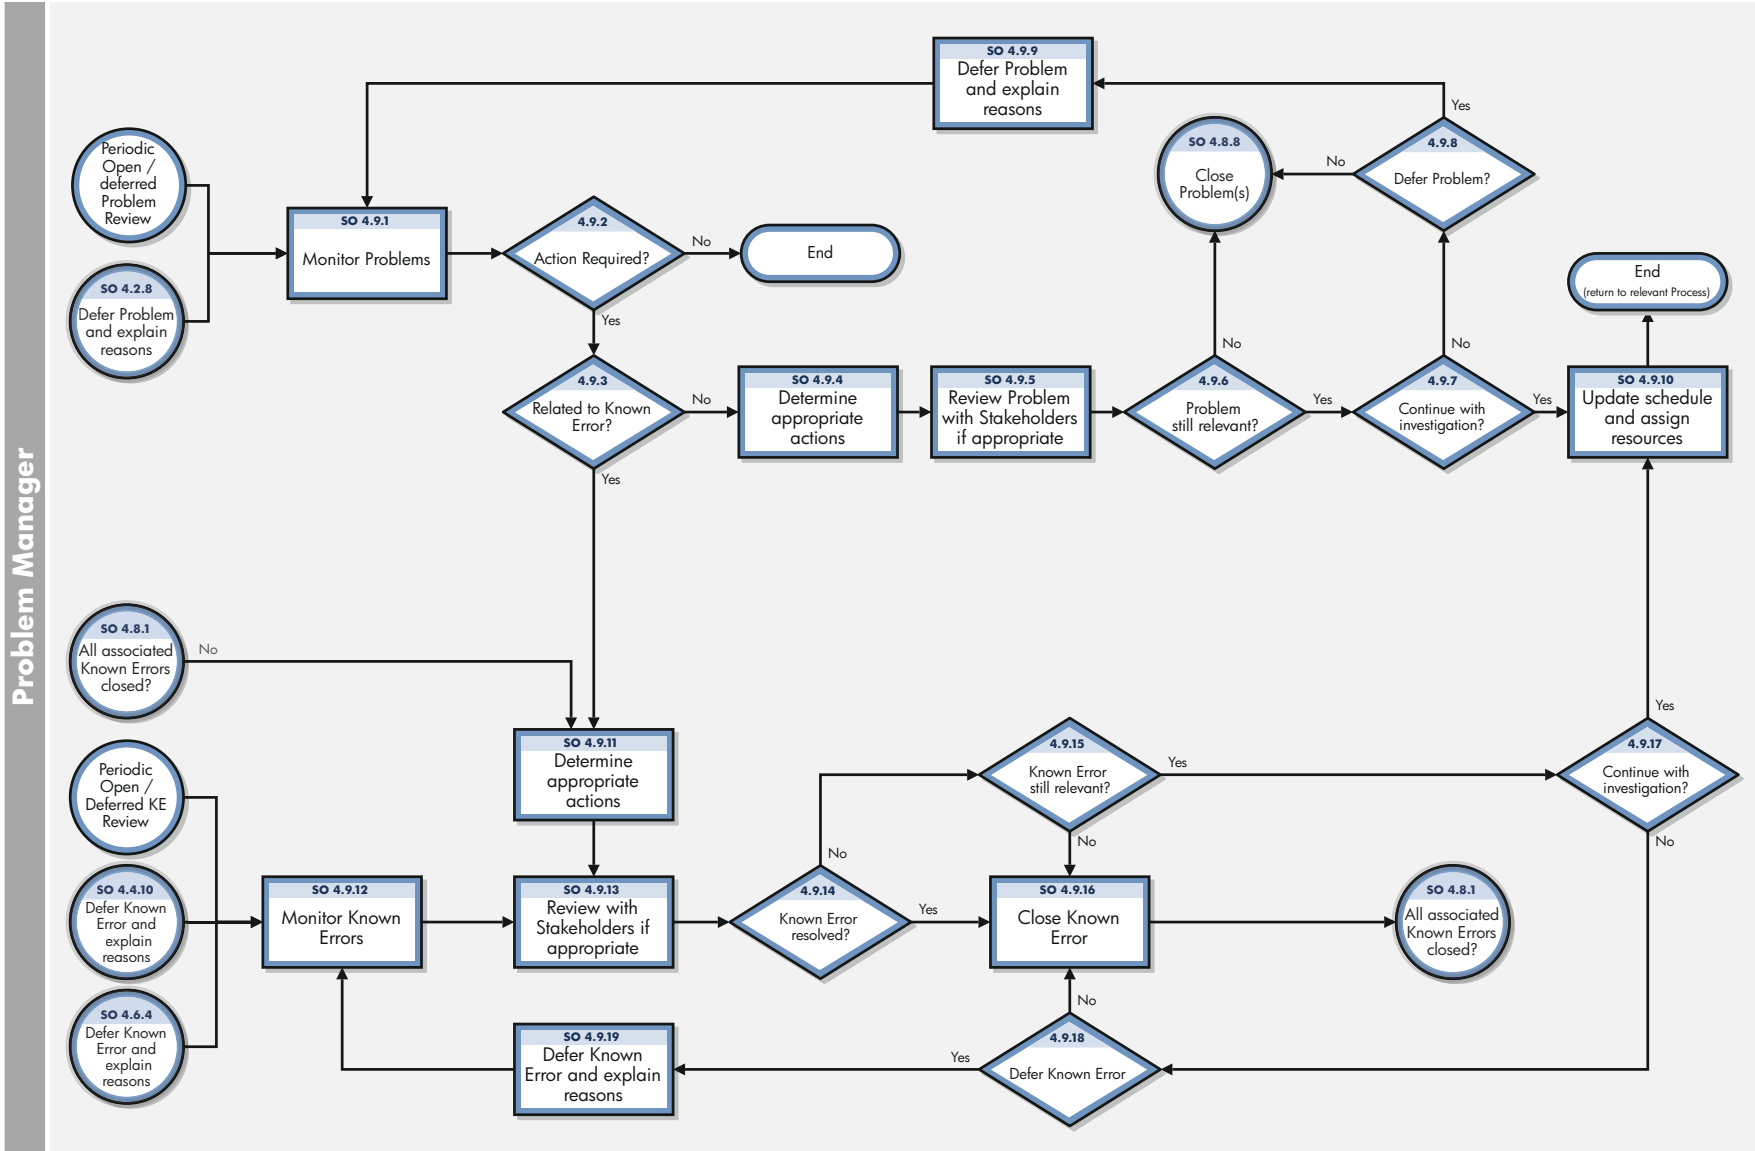 Problem Manager
SO 4.9.9
Defer Problem
and explain
reasons
Yes
4.9.8
Defer Problem?
No
SO 4.8.8
Close
Problem(s)
Periodic
Open /
deferred
Problem
Review
SO 4.2.8
Defer Problem
and explain
reasons
SO 4.9.1
Monitor Problems
4.9.2
Action Required?
No
End
Yes
4.9.3
Related to Known
Error?
No
SO 4.9.4
Determine
appropriate
actions
SO 4.9.5
Review Problem
with Stakeholders
if appropriate
4.9.6
Problem
still relevant?
No
Yes
4.9.7
Continue with
investigation?
No
Yes
SO 4.9.10
Update schedule
and assign
resources
End
(return to relevant Process)
Yes
SO 4.8.1
All associated
Known Errors
closed?
No
SO 4.9.11
Determine
appropriate
actions
Periodic
Open /
Deferred KE
Review
SO 4.4.10
Defer Known
Error and
explain
reasons
SO 4.6.4
Defer Known
Error and
explain
reasons
SO 4.9.12
Monitor Known
Errors
SO 4.9.13
Review with
Stakeholders if
appropriate
4.9.14
Known Error
resolved?
No
Yes
4.9.15
Known Error
still relevant?
Yes
No
SO 4.9.16
Close Known
Error
SO 4.8.1
All associated
Known Errors
closed?
4.9.17
Continue with
investigation?
Yes
No
4.9.18
Defer Known Error
No
Yes
SO 4.9.19
Defer Known
Error and explain
reasons